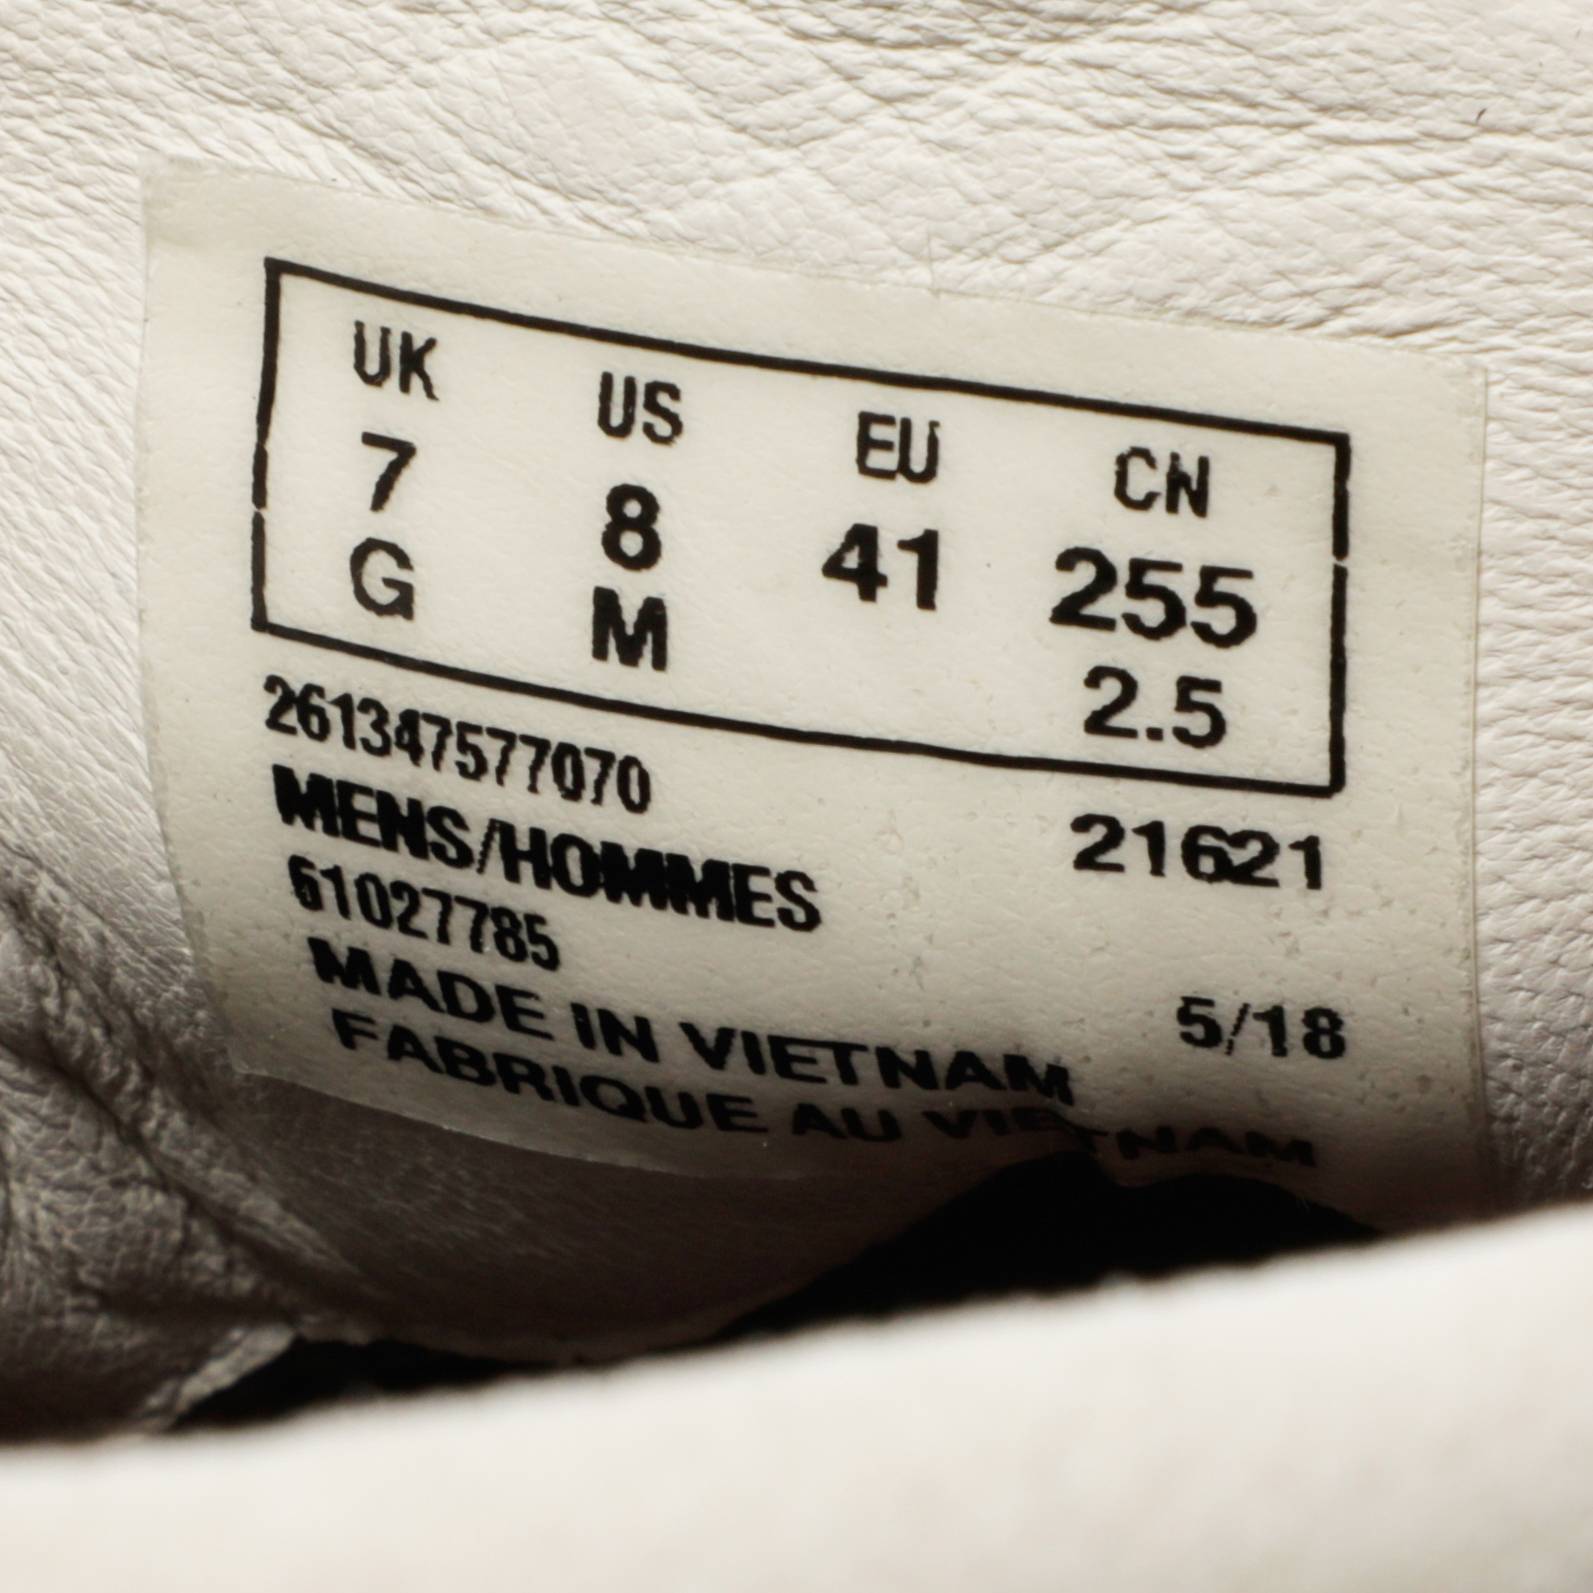 UK US EU CN
7 8 41 255
G M 2.5
261347577070
MENS/HOMMES 21621
61027785
MADE IN VIETNAM 5/18
FABRIQUE AU VIETNAM